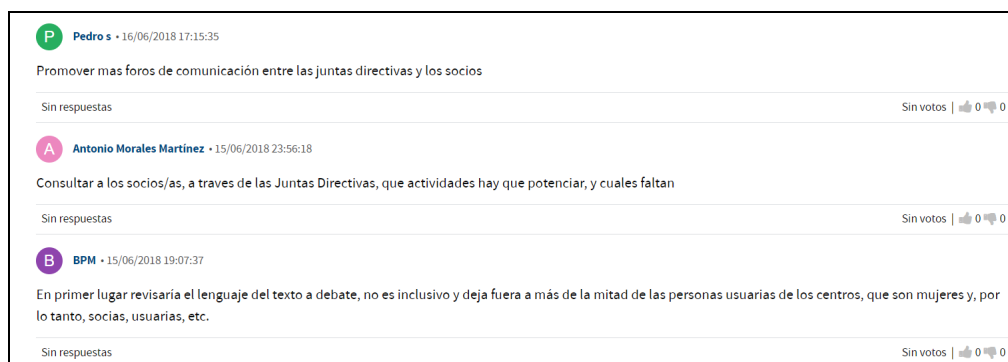 P Pedro s • 16/06/2018 17:15:35
Promover mas foros de comunicación entre las juntas directivas y los socios
Sin respuestas Sin votos | 0 0
A Antonio Morales Martínez • 15/06/2018 23:56:18
Consultar a los socios/as, a traves de las Juntas Directivas, que actividades hay que potenciar, y cuales faltan
Sin respuestas Sin votos | 0 0
B BPM • 15/06/2018 19:07:37
En primer lugar revisaría el lenguaje del texto a debate, no es inclusivo y deja fuera a más de la mitad de las personas usuarias de los centros, que son mujeres y, por
lo tanto, socias, usuarias, etc.
Sin respuestas Sin votos | 0 0